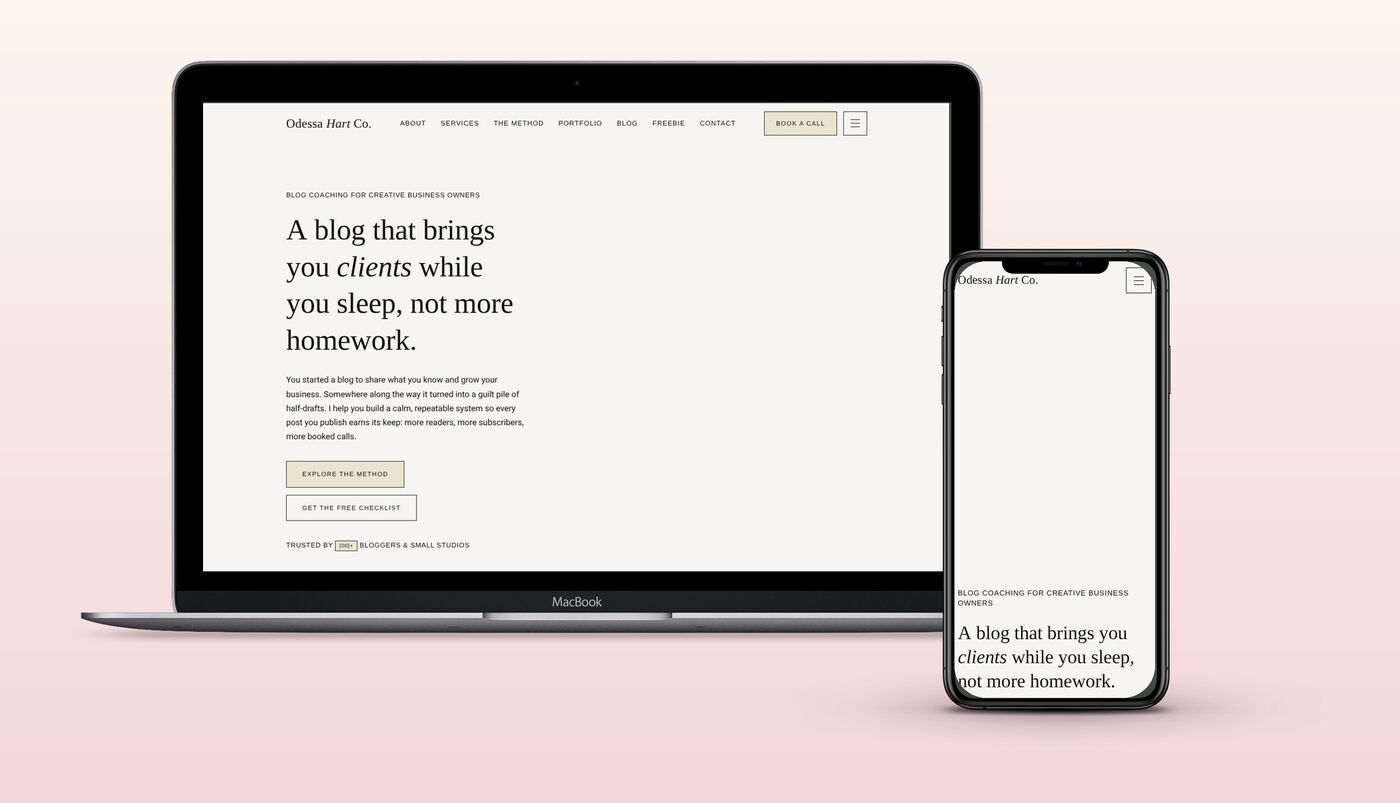 Odessa Hart Co.
ABOUT SERVICES THE METHOD PORTFOLIO BLOG FREEBIE CONTACT
BOOK A CALL
BLOG COACHING FOR CREATIVE BUSINESS OWNERS
A blog that brings
you clients while
you sleep, not more
homework.
You started a blog to share what you know and grow your
business. Somewhere along the way it turned into a guilt pile of
half-drafts. I help you build a calm, repeatable system so every
post you publish earns its keep: more readers, more subscribers,
more booked calls.
EXPLORE THE METHOD
GET THE FREE CHECKLIST
TRUSTED BY [00]+ BLOGGERS & SMALL STUDIOS
MacBook
Odessa Hart Co.
BLOG COACHING FOR CREATIVE BUSINESS
OWNERS
A blog that brings you
clients while you sleep,
not more homework.